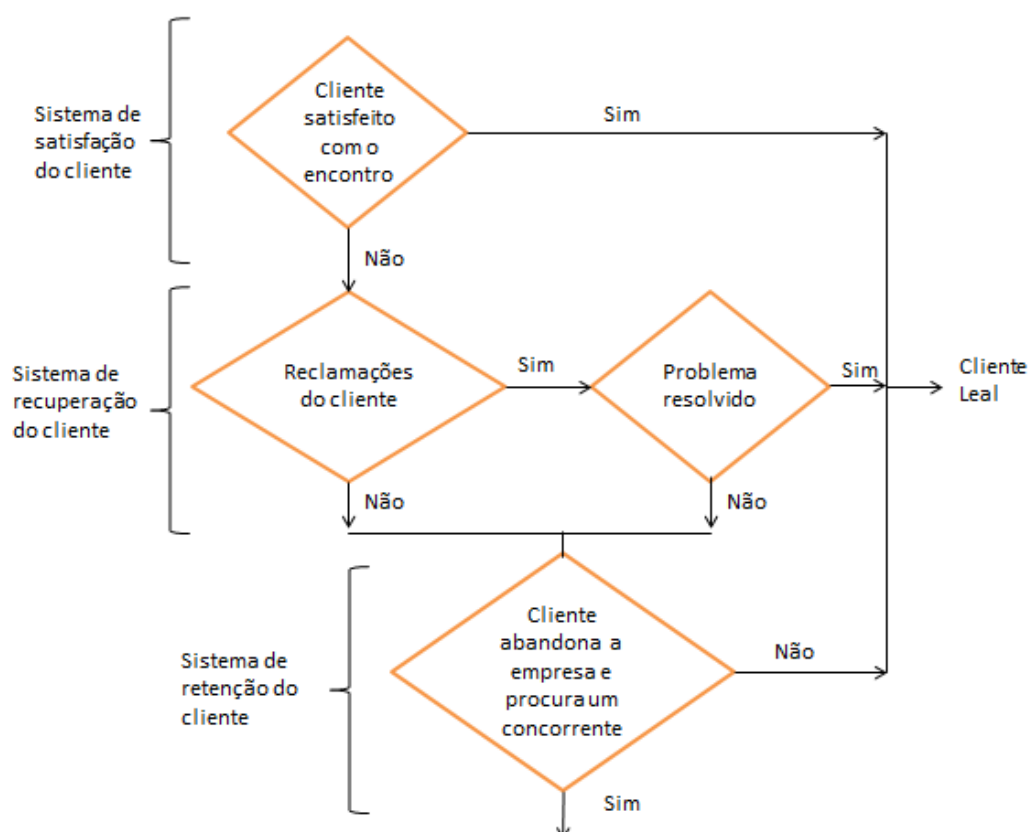 Sistema de
satisfação
do cliente
Cliente
satisfeito
com o
encontro
Sim
Não
Sistema de
recuperação
do cliente
Reclamações
do cliente
Sim
Problema
resolvido
Sim
Cliente
Leal
Não
Não
Sistema de
retenção do
cliente
Cliente
abandona a
empresa e
procura um
concorrente
Não
Sim